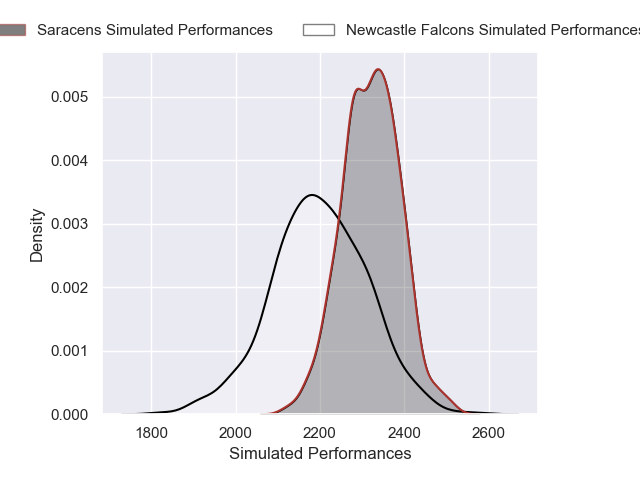 Saracens Simulated Performances
Newcastle Falcons Simulated Performances
0.005
0.004
0.003
0.002
0.001
0.000
Density
1800 2000 2200 2400 2600
Simulated Performances